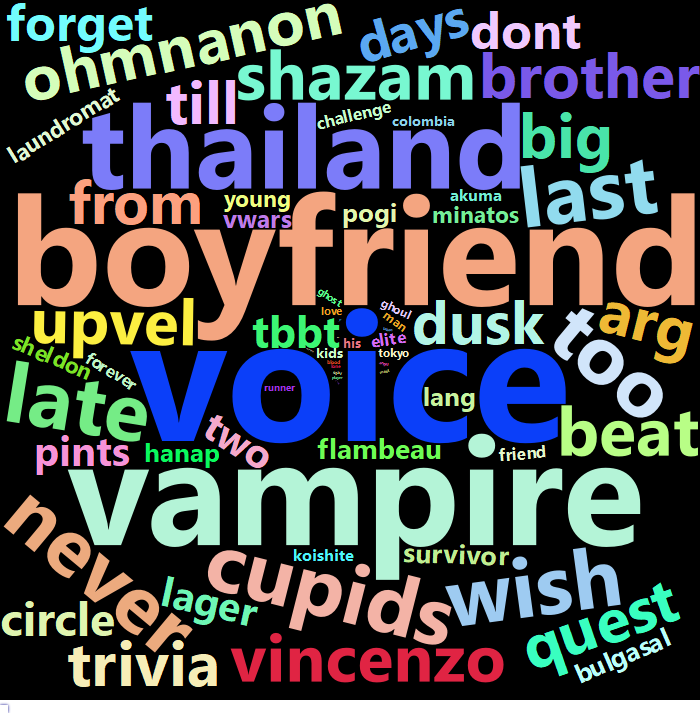 forget
ohmnanon
days
dont
shazam
brother
laundromat
till
challenge
colombia
thailand
big
last
from
young
vwars
pogi
akuma
minatos
boyfriend
ghost
love
ghoul
man
upvel
tbbt
his
elite
dusk
arg
too
sheldon
forever
kids
tokyo
voice
runner
late
lang
two
beat
pints
hanap
flambeau
friend
vampire
never
koishite
survivor
cupids
wish
lager
circle
quest
trivia
vincenzo
bulgasal